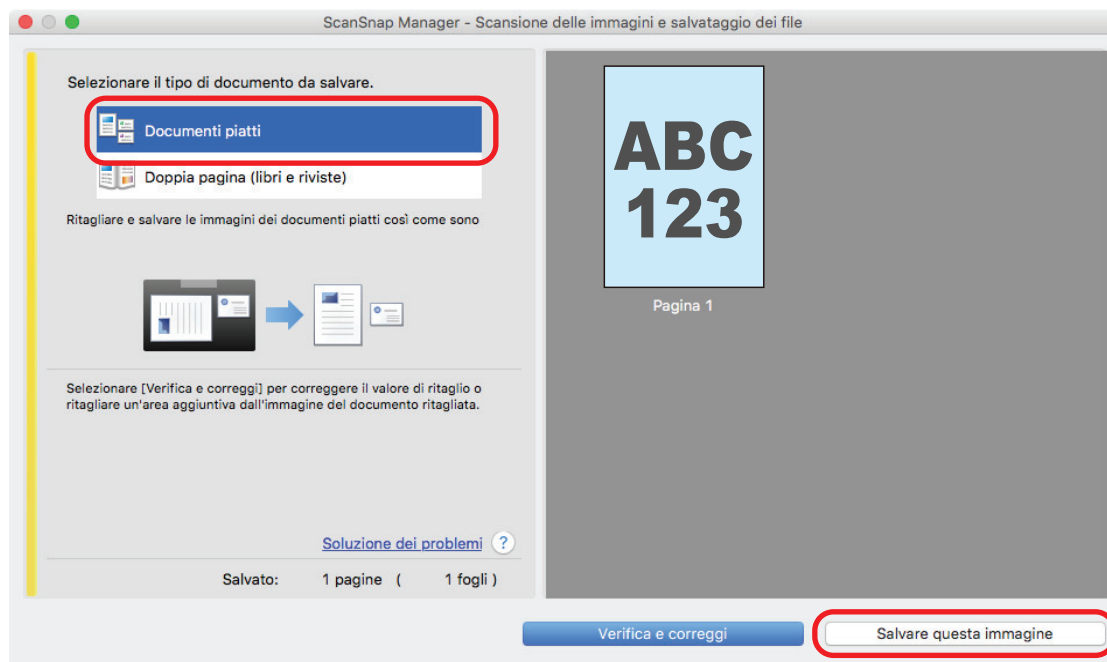 ScanSnap Manager - Scansione delle immagini e salvataggio dei file
Selezionare il tipo di documento da salvare.
Documenti piatti
Doppia pagina (libri e riviste)
Ritagliare e salvare le immagini dei documenti piatti così come sono
Selezionare [Verifica e correggi] per correggere il valore di ritaglio o
ritagliare un'area aggiuntiva dall'immagine del documento ritagliata.
Soluzione dei problemi ?
Salvato: 1 pagine ( 1 fogli )
ABC
123
Pagina 1
Verifica e correggi
Salvare questa immagine